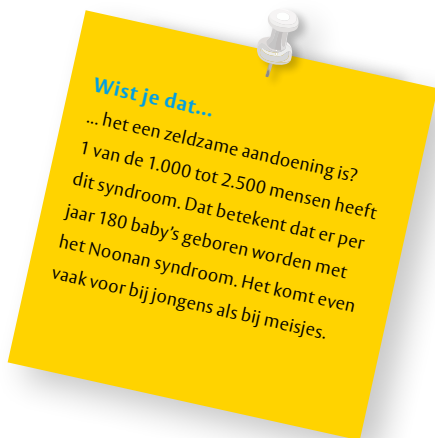 Wist je dat...
... het een zeldzame aandoening is?
1 van de 1.000 tot 2.500 mensen heeft
dit syndroom. Dat betekent dat er per
jaar 180 baby’s geboren worden met
het Noonan syndroom. Het komt even
vaak voor bij jongens als bij meisjes.